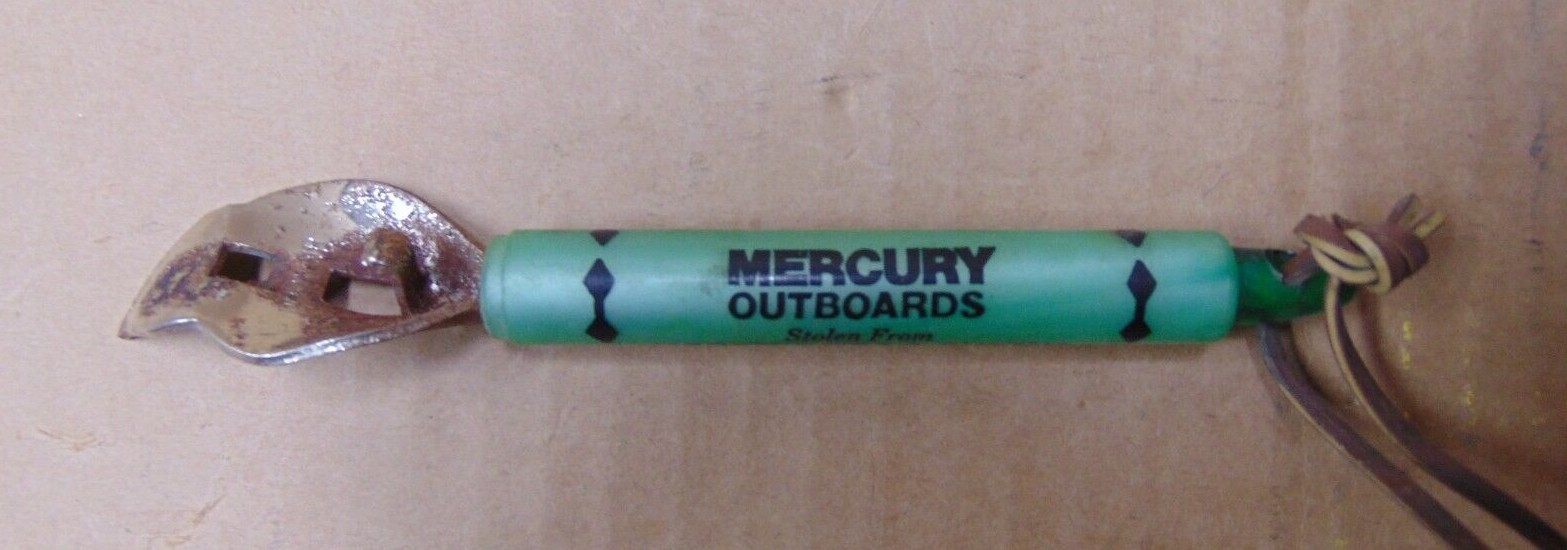 MERCURY
OUTBOARDS
Stolen From